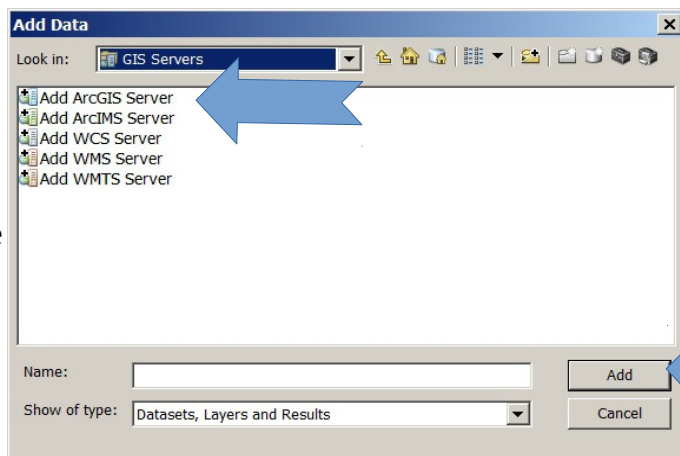 Add Data
Look in: GIS Servers
Add ArcGIS Server
Add ArcIMS Server
Add WCS Server
Add WMS Server
Add WMTS Server
Name: Add
Show of type: Datasets, Layers and Results Cancel